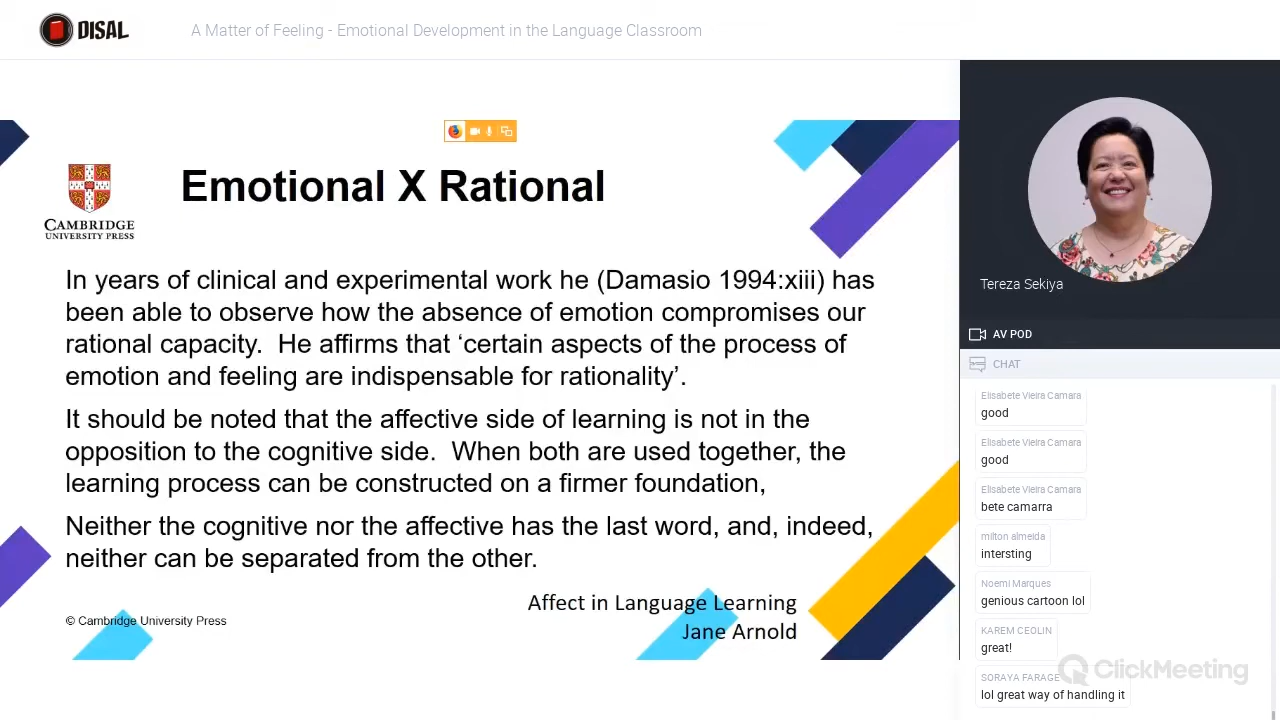 DISAL
A Matter of Feeling - Emotional Development in the Language Classroom
CAMBRIDGE
UNIVERSITY PRESS
Emotional X Rational
In years of clinical and experimental work he (Damasio 1994:xiii) has
been able to observe how the absence of emotion compromises our
rational capacity.  He affirms that ‘certain aspects of the process of
emotion and feeling are indispensable for rationality’.
It should be noted that the affective side of learning is not in the
opposition to the cognitive side.  When both are used together, the
learning process can be constructed on a firmer foundation,
Neither the cognitive nor the affective has the last word, and, indeed,
neither can be separated from the other.
Affect in Language Learning
Jane Arnold
© Cambridge University Press
Tereza Sekiya
AV POD
CHAT
Elisabete Vieira Camara
good
Elisabete Vieira Camara
good
Elisabete Vieira Camara
bete camarra
milton almeida
intersting
Noemi Marques
genious cartoon lol
KAREM CEOLIN
great!
SORAYA FARAGE
lol great way of handling it
ClickMeeting